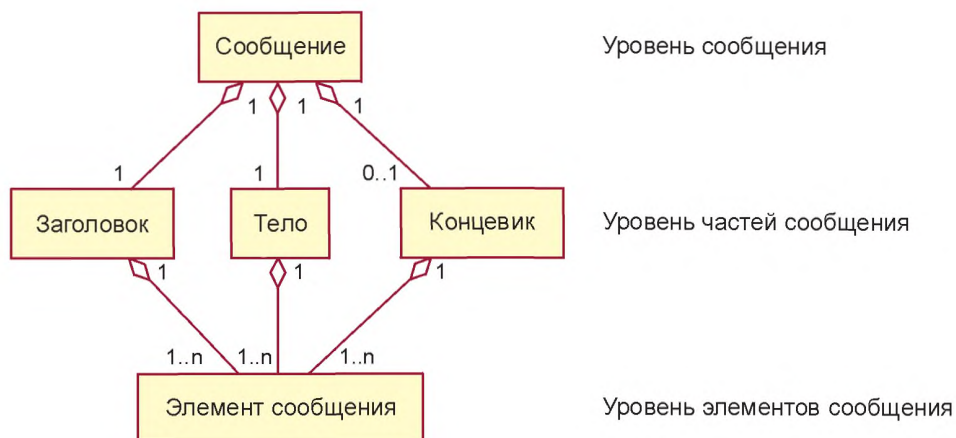 Сообщение
Уровень сообщения
1 1 1
1 1 0..1
Заголовок
Тело
Концевик
Уровень частей сообщения
1 1 1
1..n 1..n 1..n
Элемент сообщения
Уровень элементов сообщения